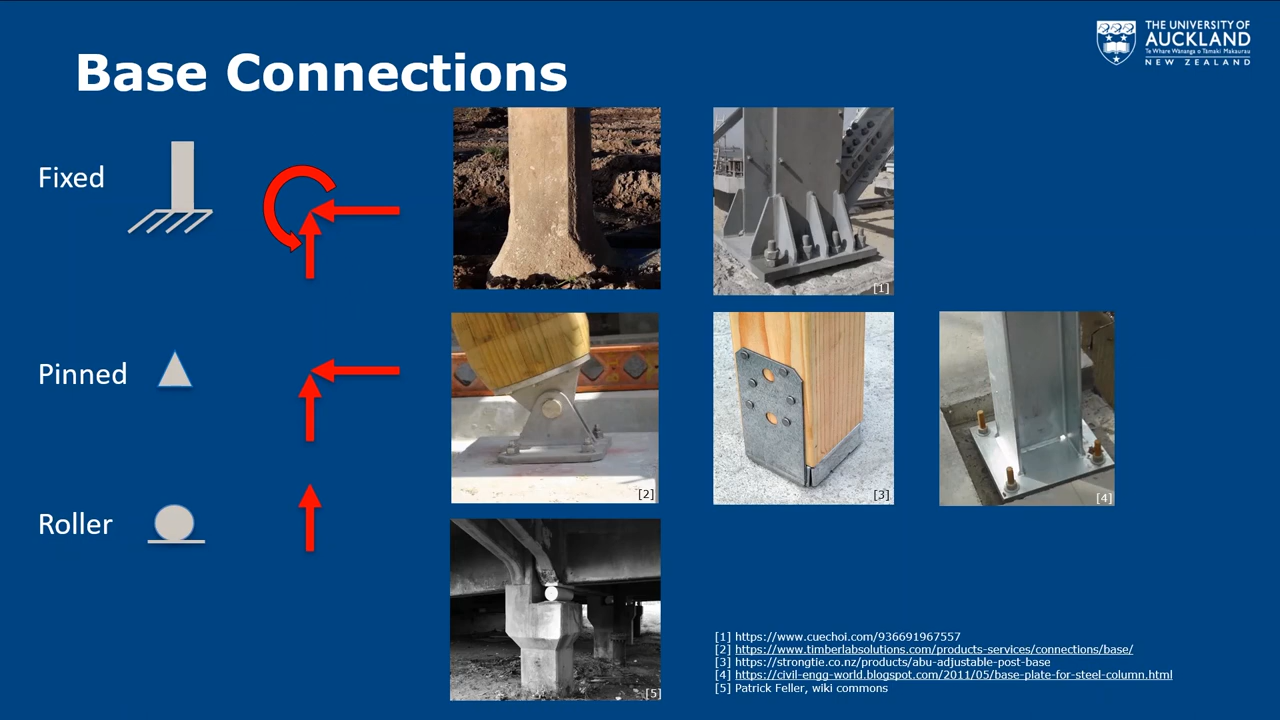 THE UNIVERSITY OF
AUCKLAND
Te Whare Wānanga o Tāmaki Makaurau
NEW ZEALAND
Base Connections
Fixed
[1]
Pinned
[2]
[3]
[4]
Roller
[5]
[1] https://www.cuechoi.com/936691967557
[2] https://www.timberlabsolutions.com/products-services/connections/base/
[3] https://strongtie.co.nz/products/abu-adjustable-post-base
[4] https://civil-engg-world.blogspot.com/2011/05/base-plate-for-steel-column.html
[5] Patrick Feller, wiki commons